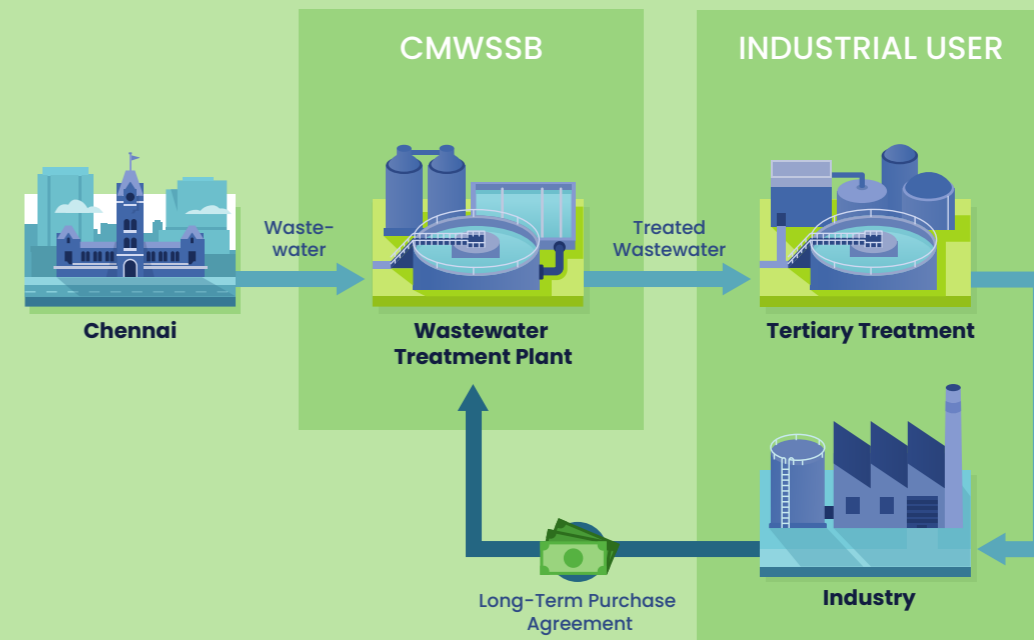 CMWSSB
INDUSTRIAL USER
Waste-
water
Treated
Wastewater
Chennai
Wastewater
Treatment Plant
Tertiary Treatment
Long-Term Purchase
Agreement
Industry